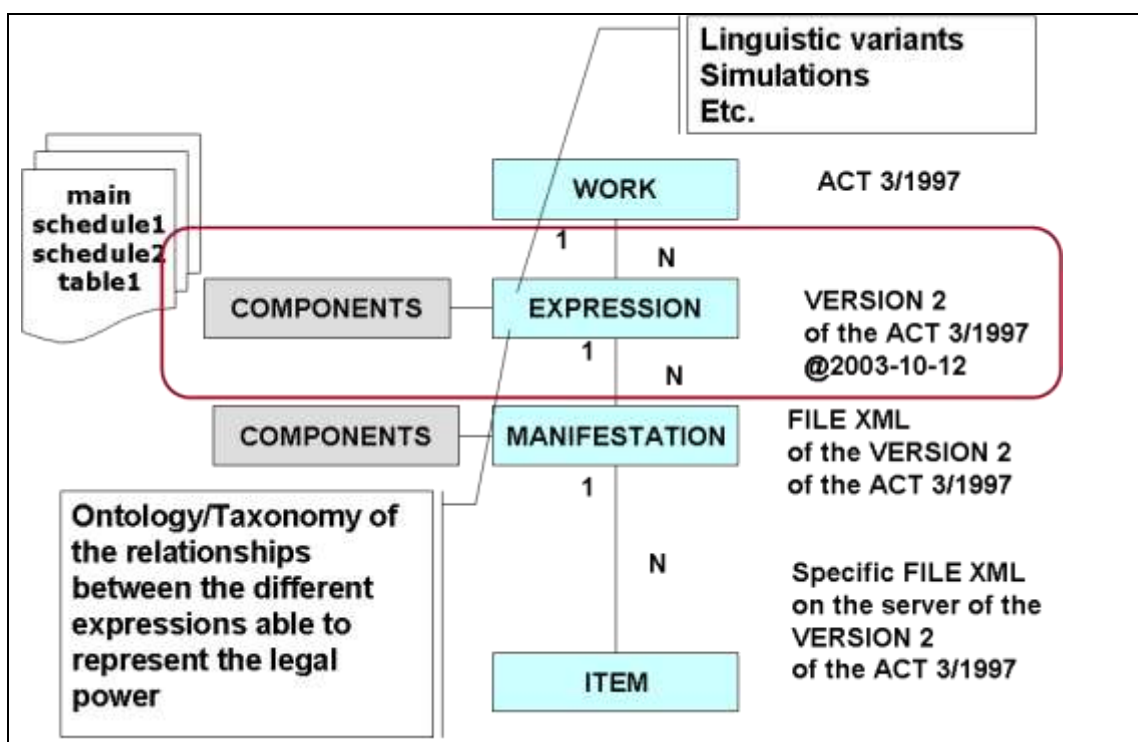 Linguistic variants
Simulations
Etc.
main
schedule1
schedule2
table1
WORK
ACT 3/1997
1
N
COMPONENTS
EXPRESSION
VERSION 2
of the ACT 3/1997
@2003-10-12
1
N
COMPONENTS
MANIFESTATION
FILE XML
of the VERSION 2
of the ACT 3/1997
1
N
Ontology/Taxonomy of
the relationships
between the different
expressions able to
represent the legal
power
Specific FILE XML
on the server of the
VERSION 2
of the ACT 3/1997
ITEM